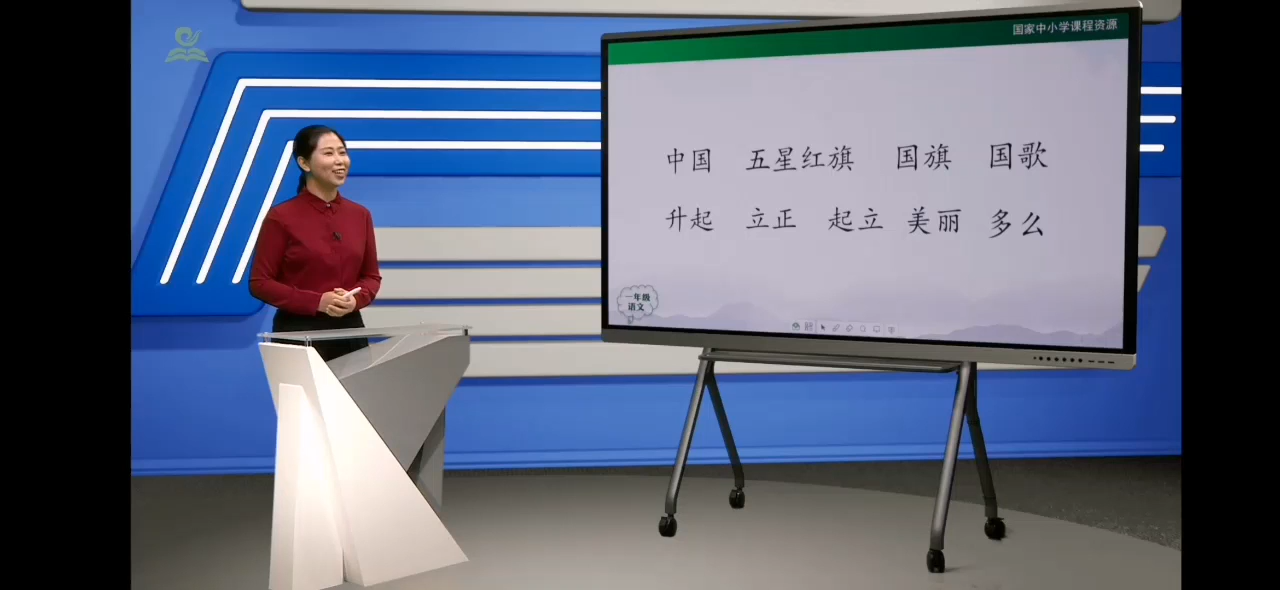 国家中小学课程资源
中国 五星红旗 国旗 国歌
升起 立正 起立 美丽 多么
一年级
语文